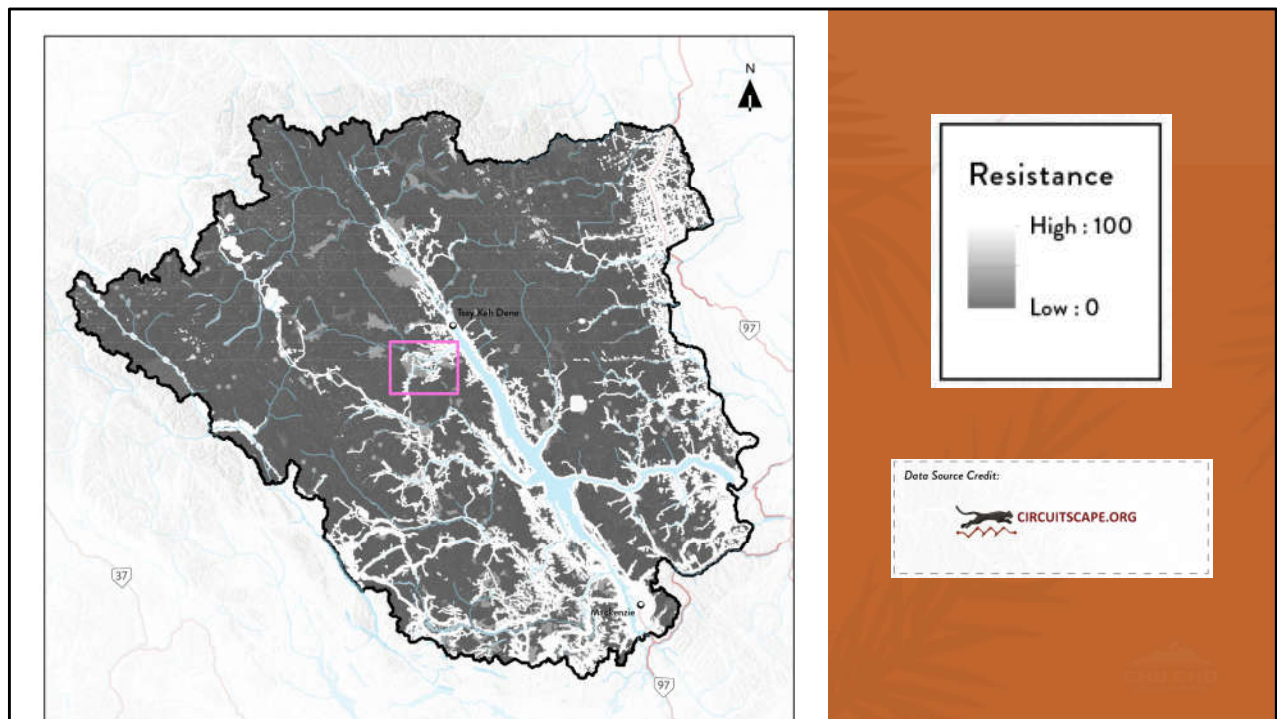 N
Tsay Keh Dene
97
37
Mackenzie
97
Resistance
High : 100
Low : 0
Data Source Credit:
CIRCUITSCAPE.ORG